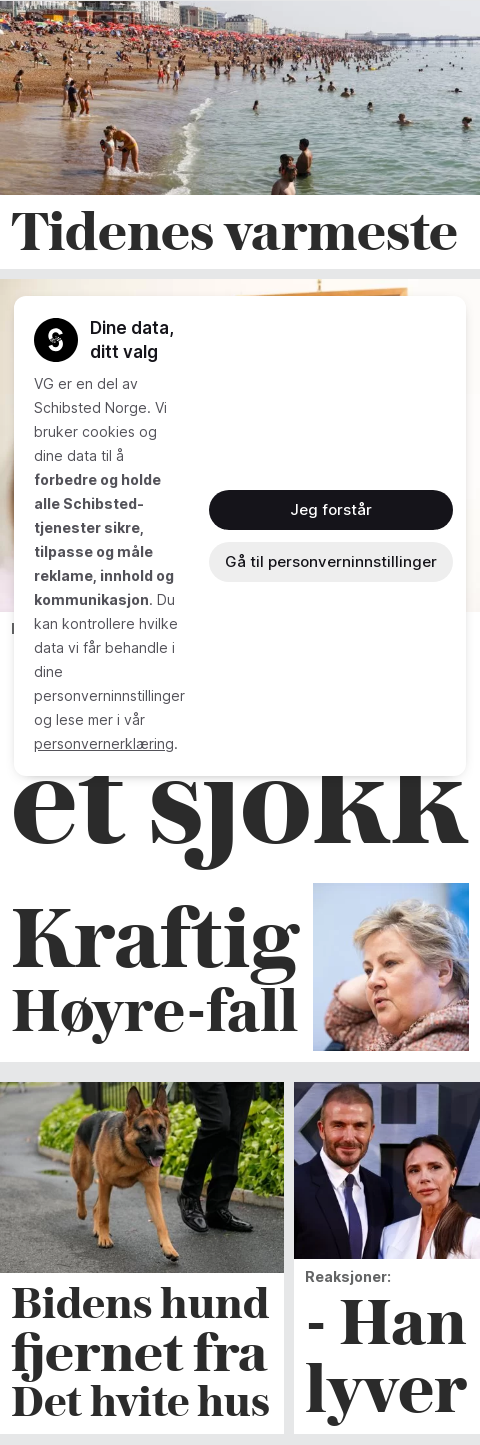 Tidenes varmeste
Dine data,
ditt valg
VG er en del av
Schibsted Norge. Vi
bruker cookies og
dine data til å
forbedre og holde
alle Schibsted-
tjenester sikre,
tilpasse og måle
reklame, innhold og
kommunikasjon. Du
kan kontrollere hvilke
data vi får behandle i
dine
personverninnstillinger
og lese mer i vår
personvernerklæring.
Jeg forstår
Gå til personverninnstillinger
et sjokk
Kraftig
Høyre-fall
Bidens hund
fjernet fra
Det hvite hus
Reaksjoner:
- Han
lyver